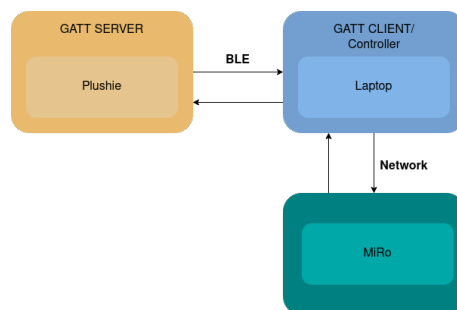 GATT SERVER
Plushie
BLE
GATT CLIENT/
Controller
Laptop
Network
MiRo